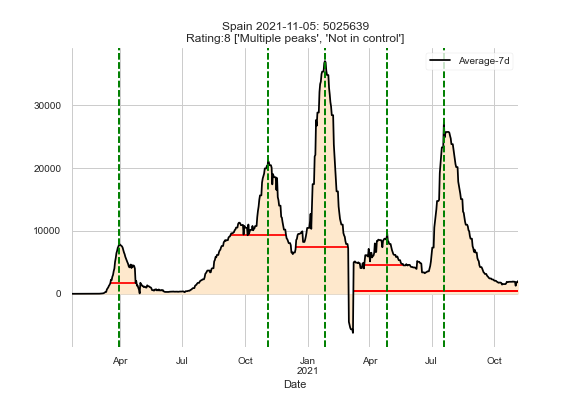 Spain 2021-11-05: 5025639
Rating:8 ['Multiple peaks', 'Not in control']
Average-7d
30000
20000
10000
0
Apr
Jul
Oct
Jan
2021
Apr
Jul
Oct
Date